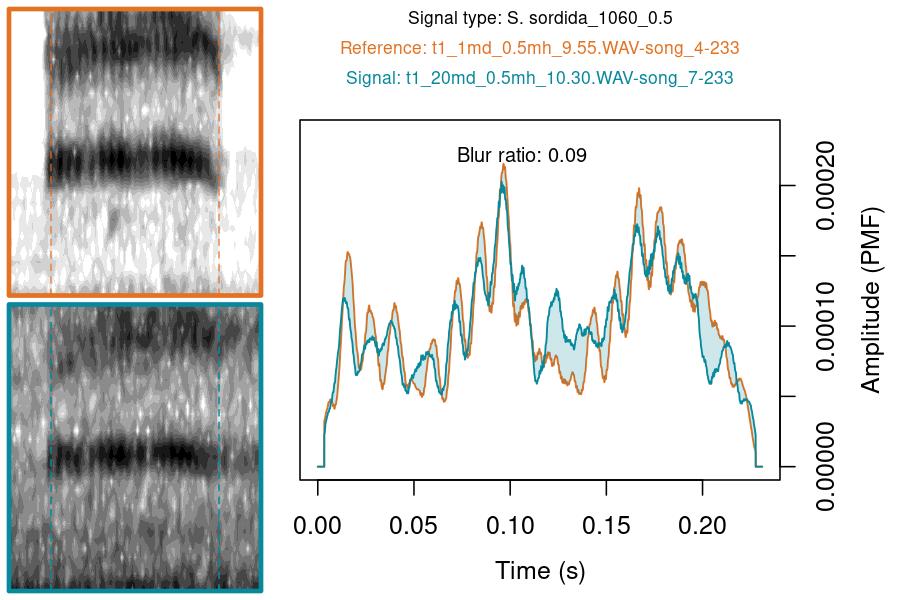 Signal type: S. sordida_1060_0.5
Reference: t1_1md_0.5mh_9.55.WAV-song_4-233
Signal: t1_20md_0.5mh_10.30.WAV-song_7-233
Blur ratio: 0.09
0.00020
0.00010
0.00000
Amplitude (PMF)
0.00 0.05 0.10 0.15 0.20
Time (s)